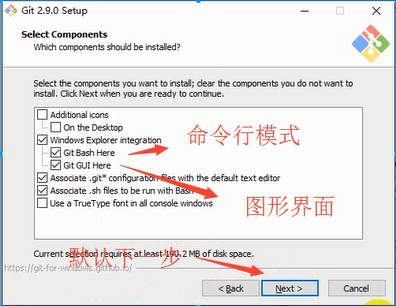 Git 2.9.0 Setup
Select Components
Which components should be installed?
Select the components you want to install; clear the components you do not want to
install. Click Next when you are ready to continue.
Additional icons
On the Desktop
Windows Explorer integration
Git Bash Here
命令行模式
Git GUI Here
Associate .git* configuration files with the default text editor
Associate .sh files to be run with Bash
图形界面
Use a TrueType font in all console windows
默认下一步
Current selection requires at least 190.2 MB of disk space.
https://git-for-windows.github.io/
< Back
Next >
Cancel